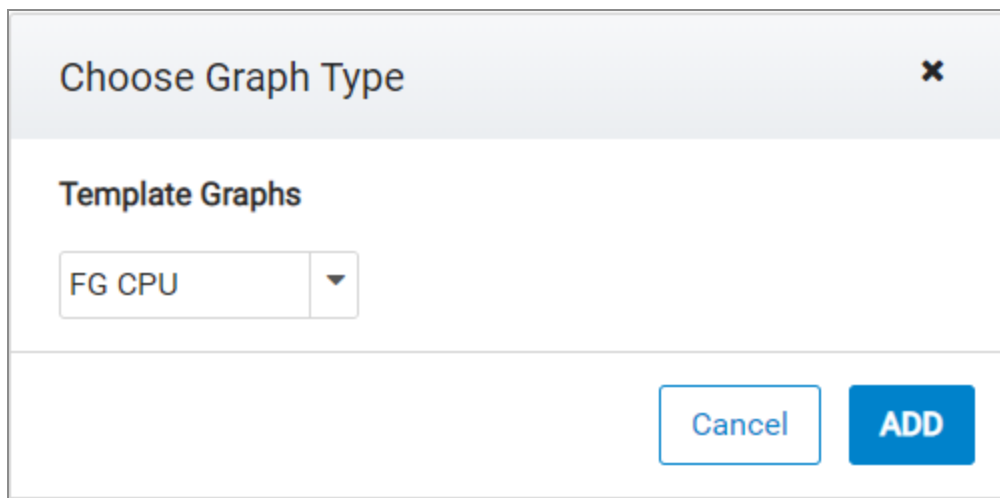 Choose Graph Type
Template Graphs
FG CPU
Cancel
ADD